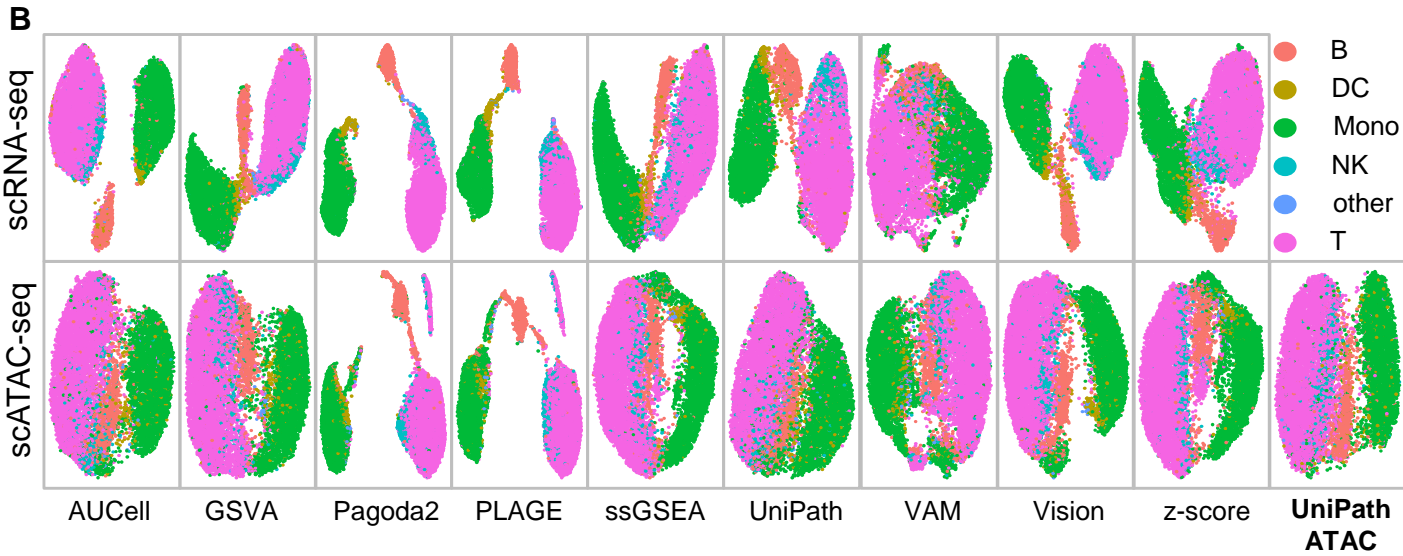 B
scRNA-seq
scATAC-seq
B
DC
Mono
NK
other
T
AUCell GSVA Pagoda2 PLAGE ssGSEA UniPath VAM Vision z-score UniPath
ATAC